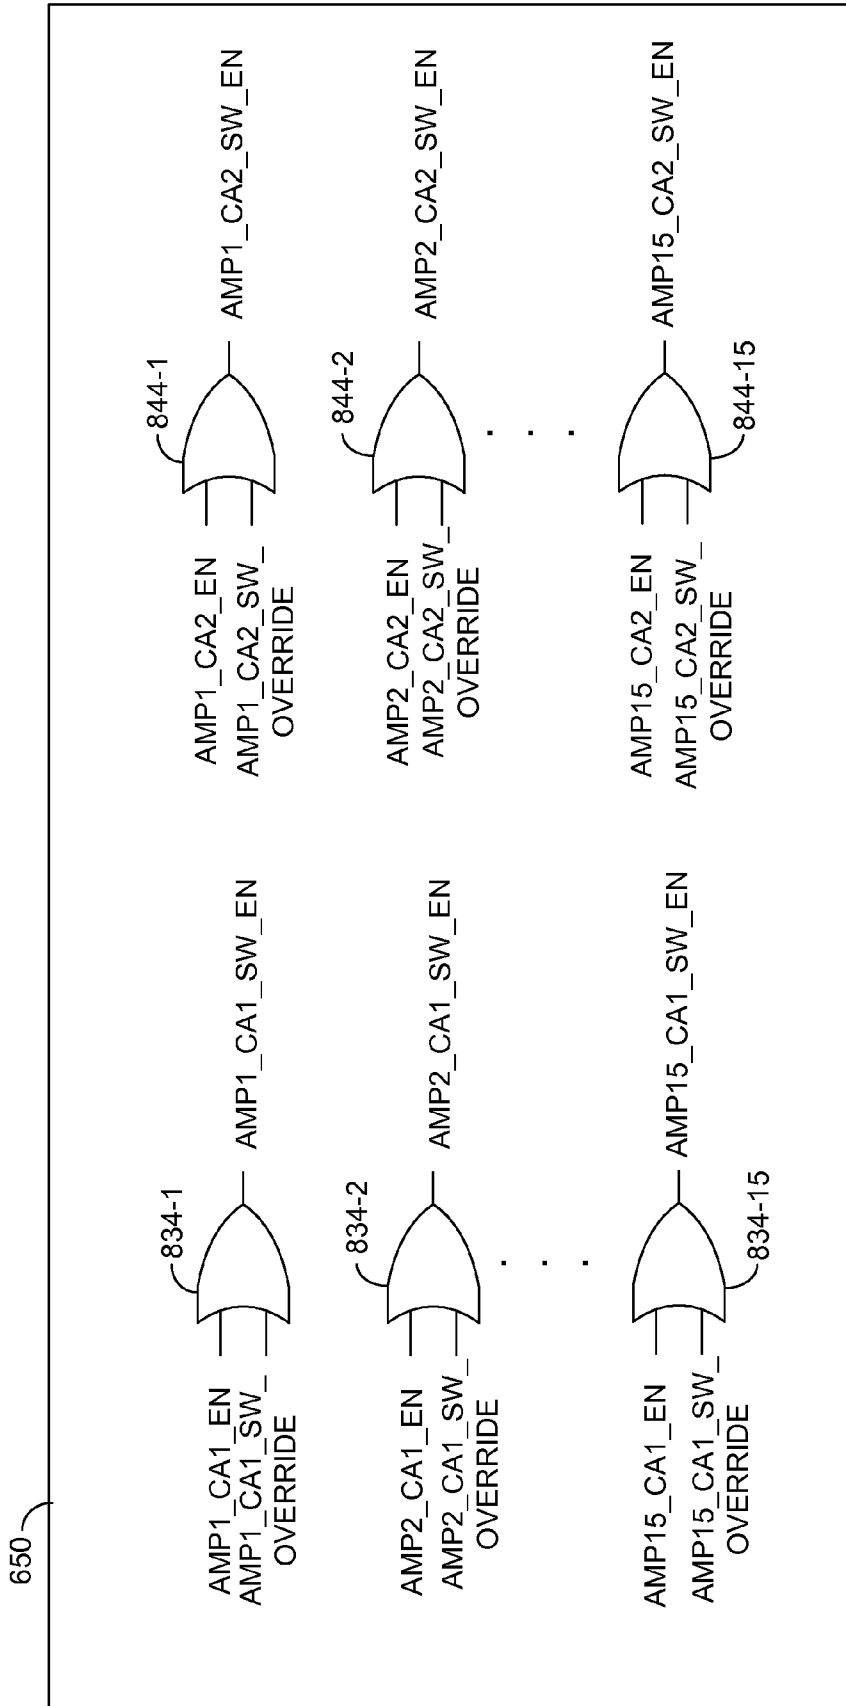 650
AMP1_CA1_EN
AMP1_CA1_SW_
OVERRIDE
834-1
AMP1_CA1_SW_EN
AMP2_CA1_EN
AMP2_CA1_SW_
OVERRIDE
834-2
AMP2_CA1_SW_EN
. . .
AMP15_CA1_EN
AMP15_CA1_SW_
OVERRIDE
834-15
AMP15_CA1_SW_EN
AMP1_CA2_EN
AMP1_CA2_SW_
OVERRIDE
844-1
AMP1_CA2_SW_EN
AMP2_CA2_EN
AMP2_CA2_SW_
OVERRIDE
844-2
AMP2_CA2_SW_EN
. . .
AMP15_CA2_EN
AMP15_CA2_SW_
OVERRIDE
844-15
AMP15_CA2_SW_EN